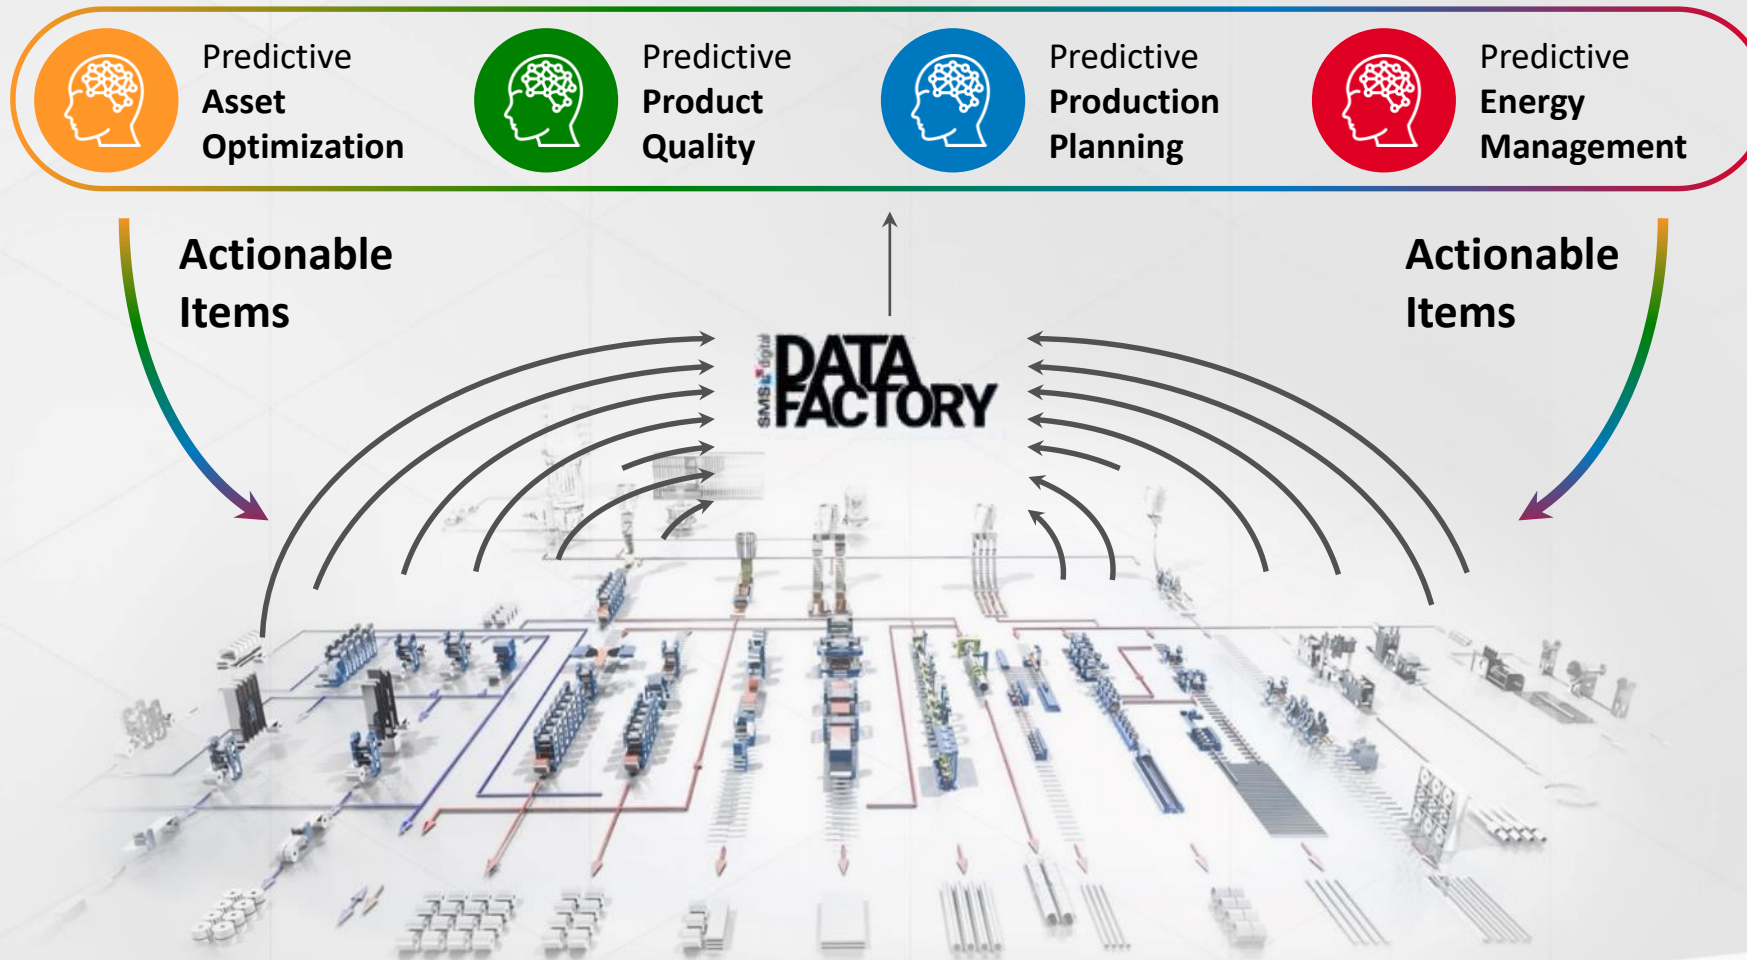 Predictive
Asset
Optimization
Predictive
Product
Quality
Predictive
Production
Planning
Predictive
Energy
Management
Actionable
Items
Actionable
Items
SMS digital
DATA
FACTORY